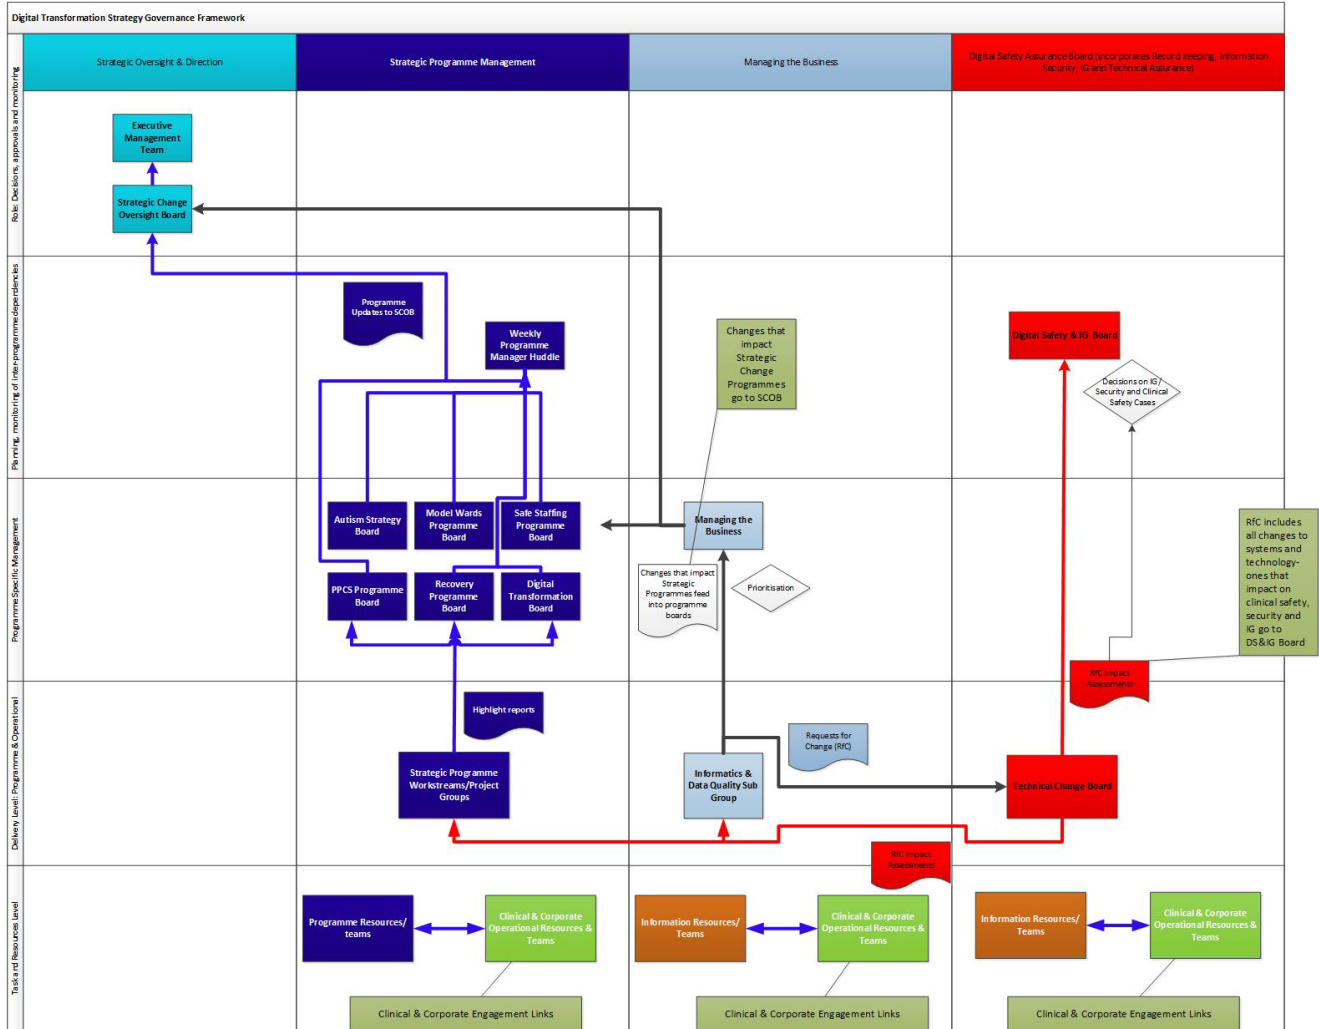 Digital Transformation Strategy Governance Framework
Strategic Oversight & Direction
Strategic Programme Management
Managing the Business
Digital Safety Assurance Board (incorporates Record keeping, Information
Security, IG and Technical Assurance)
Role: Decisions, approvals and monitoring
Executive
Management
Team
Strategic Change
Oversight Board
Planning, monitoring of inter-programme dependencies
Programme
Updates to SCOB
Weekly
Programme
Manager Huddle
Changes that
impact
Strategic
Change
Programmes
go to SCOB
Digital Safety & IG Board
Decisions on IG/
Security and Clinical
Safety Cases
Programme Specific Management
Autism Strategy
Board
Model Wards
Programme
Board
Safe Staffing
Programme
Board
Managing the
Business
PPCS Programme
Board
Recovery
Programme
Board
Digital
Transformation
Board
Changes that impact
Strategic
Programmes feed
into programme
boards
Prioritisation
RfC includes
all changes to
systems and
technology-
ones that
impact on
clinical safety,
security and
IG go to
DS&IG Board
RfC Impact
Assessments
Delivery Level: Programme & Operational
Highlight reports
Strategic Programme
Workstreams/Project
Groups
Informatics &
Data Quality Sub
Group
Requests for
Change (RfC)
Technical Change Board
RfC Impact
Assessments
Task and Resources Level
Programme Resources/
teams
Clinical & Corporate
Operational Resources &
Teams
Information Resources/
Teams
Clinical & Corporate
Operational Resources &
Teams
Information Resources/
Teams
Clinical & Corporate
Operational Resources &
Teams
Clinical & Corporate Engagement Links
Clinical & Corporate Engagement Links
Clinical & Corporate Engagement Links